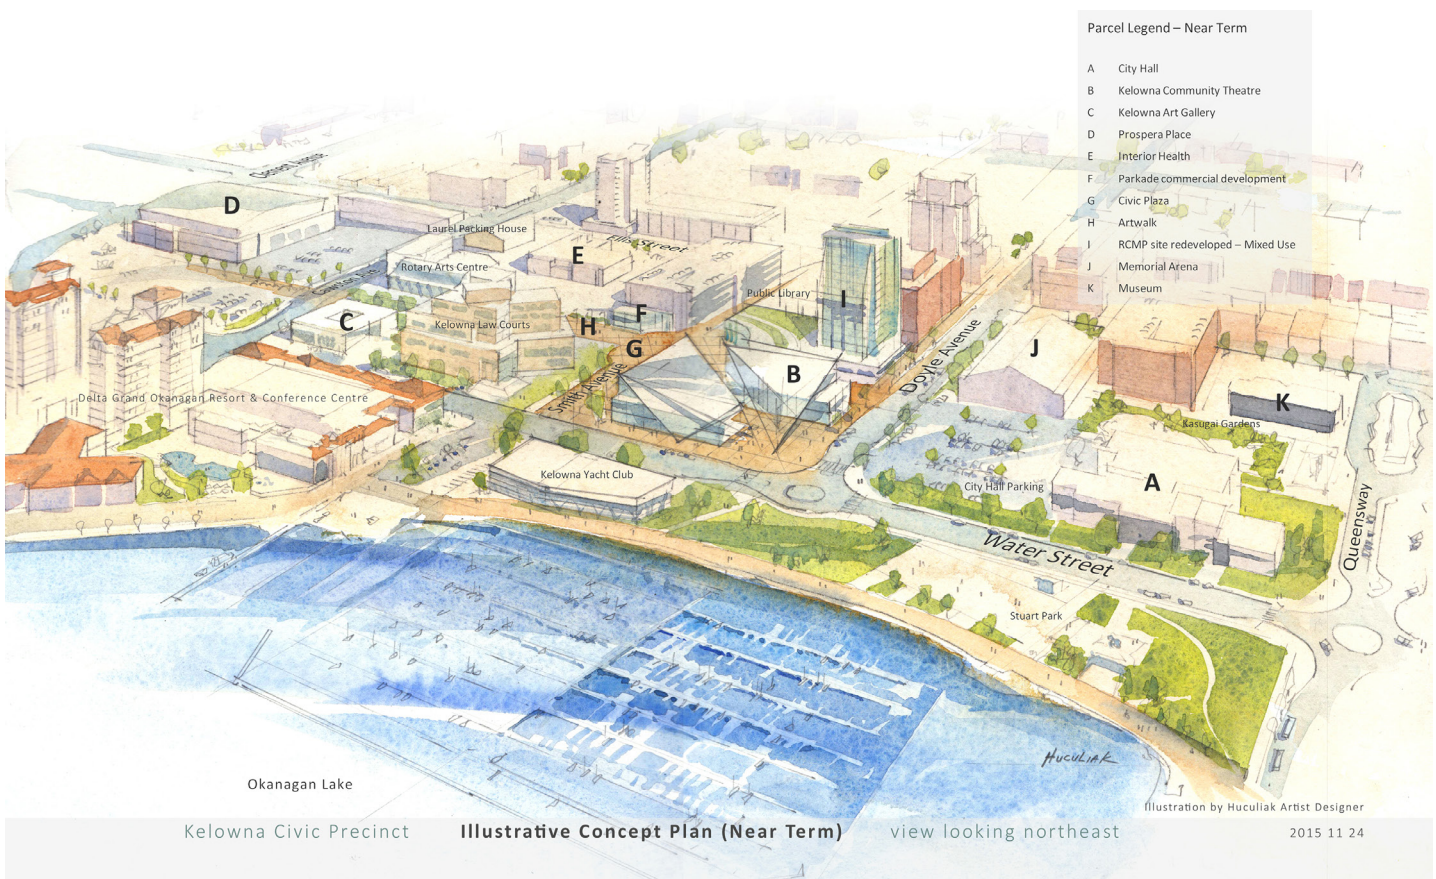 Parcel Legend – Near Term
A City Hall
B Kelowna Community Theatre
C Kelowna Art Gallery
D Prospera Place
E Interior Health
F Parkade commercial development
G Civic Plaza
H Artwalk
I RCMP site redeveloped – Mixed Use
J Memorial Arena
K Museum
D
Laurel Packing House
Ellis Street
E
Rotary Arts Centre
Cawston Ave
Public Library
I
C
Kelowna Law Courts
H
F
G
J
Doyle Avenue
B
Smith Avenue
Delta Grand Okanagan Resort & Conference Centre
K
Kasugai Gardens
Kelowna Yacht Club
City Hall Parking
A
Queensway
Water Street
Stuart Park
HUCULIAK
Okanagan Lake
Illustration by Huculiak Artist Designer
Kelowna Civic Precinct Illustrative Concept Plan (Near Term) view looking northeast 2015 11 24